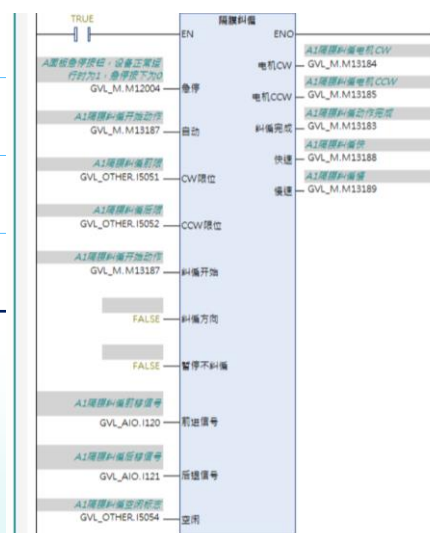 TRUE
隔膜纠偏
EN
ENO
A1隔膜纠偏电机CW
电机CW
GVL_M.M13184
A面板急停按钮，设备正常运
行时为1，急停按下为0
GVL_M.M12004
急停
A1隔膜纠偏电机CCW
电机CCW
GVL_M.M13185
A1隔膜纠偏开始动作
GVL_M.M13187
自动
A1隔膜纠偏动作完成
纠偏完成
GVL_M.M13183
A1隔膜纠偏快
快速
GVL_M.M13188
A1隔膜纠偏前限
GVL_OTHER.I5051
CW限位
A1隔膜纠偏慢
慢速
GVL_M.M13189
A1隔膜纠偏后限
GVL_OTHER.I5052
CCW限位
A1隔膜纠偏开始动作
GVL_M.M13187
纠偏开始
FALSE
纠偏方向
FALSE
暂停不纠偏
A1隔膜纠偏前移信号
GVL_AIO.I120
前进信号
A1隔膜纠偏后移信号
GVL_AIO.I121
后退信号
A1隔膜纠偏空闲标志
GVL_OTHER.I5054
空闲